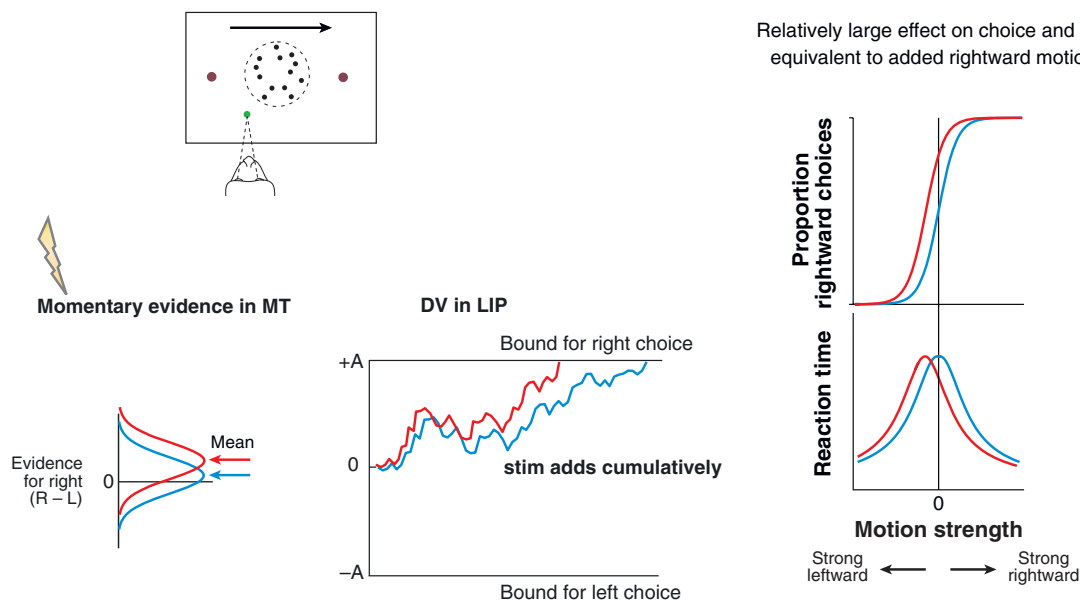 Relatively large effect on choice and
equivalent to added rightward
Momentary evidence in MT
Evidence
for right
(R – L)
0
Mean
DV in LIP
+A
Bound for right choice
0
stim adds cumulatively
–A
Bound for left choice
Proportion
rightward choices
Reaction time
0
Motion strength
Strong
leftward
Strong
rightward